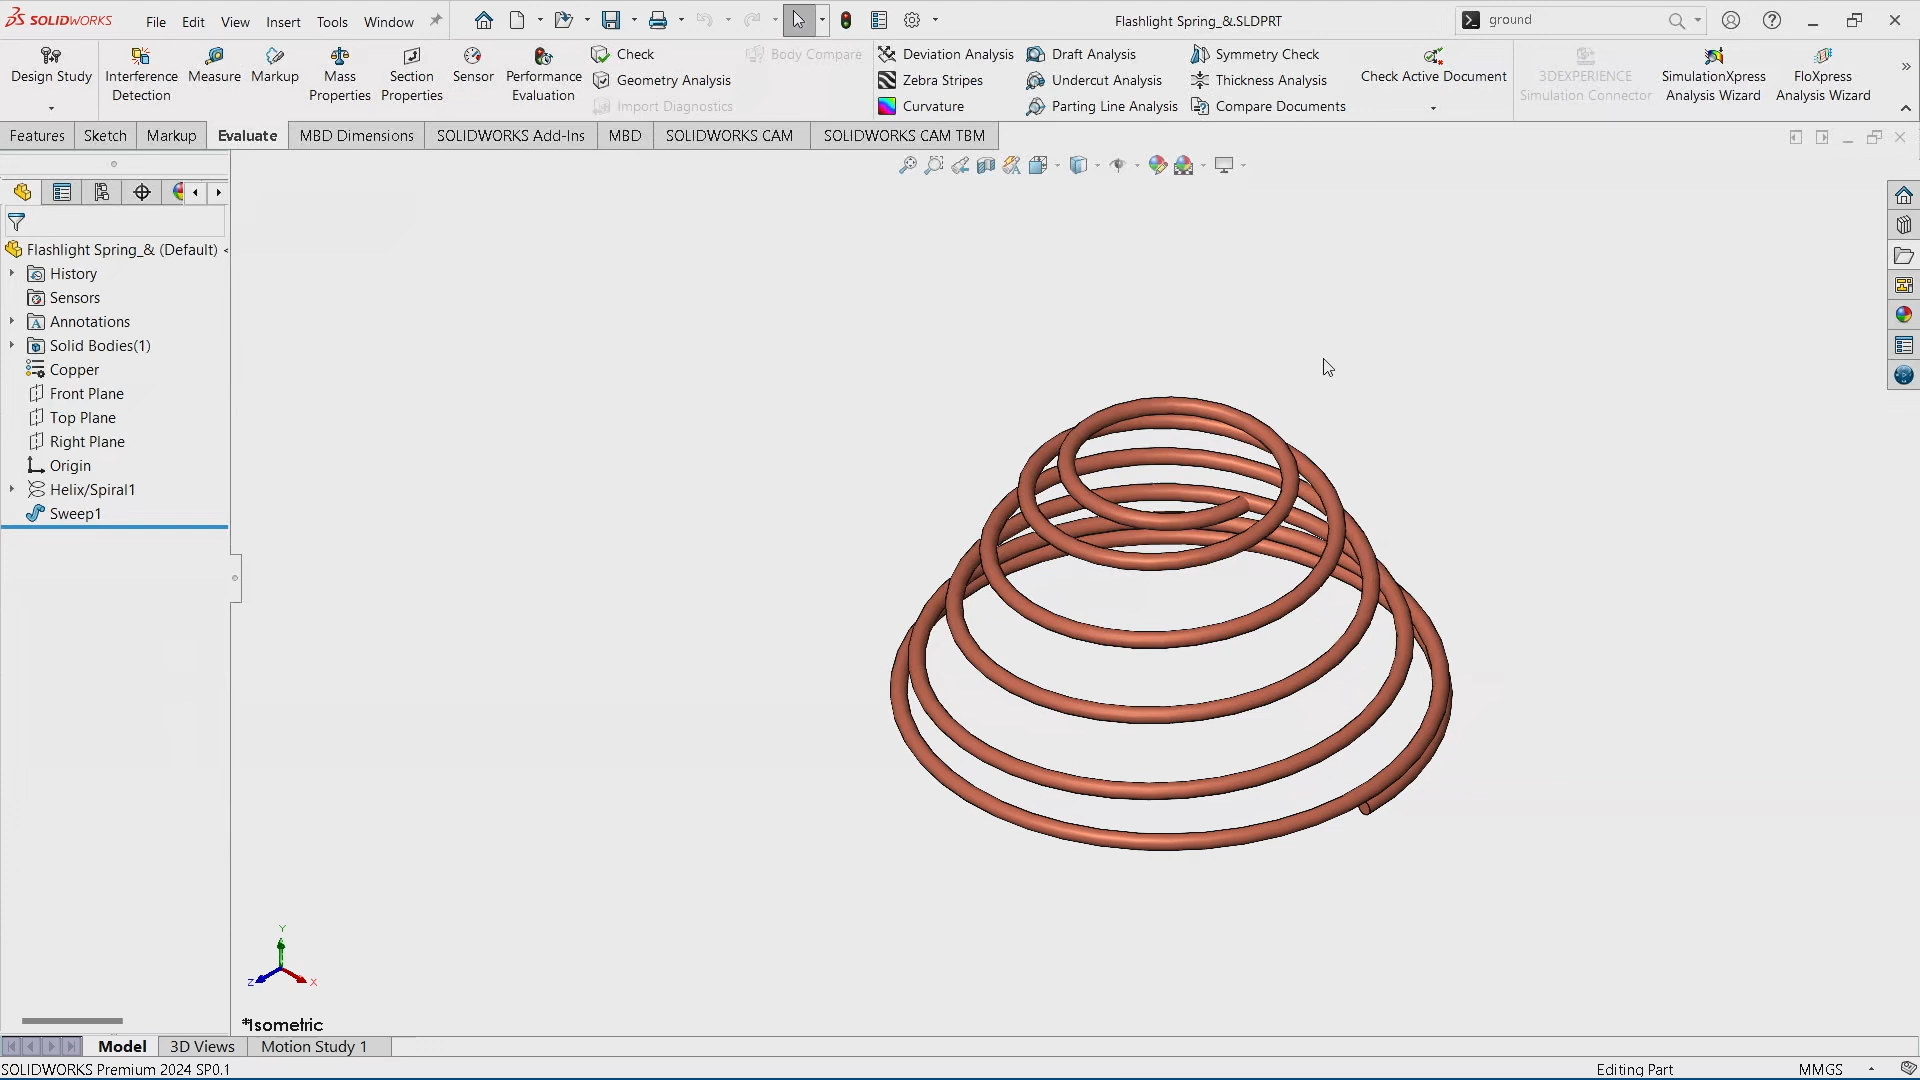 SOLIDWORKS File Edit View Insert Tools Window Flashlight Spring_&.SLDPRT ground
Design Study
Interference Detection
Measure
Markup
Mass Properties
Section Properties
Sensor
Performance Evaluation
Check
Geometry Analysis
Import Diagnostics
Body Compare
Deviation Analysis
Zebra Stripes
Curvature
Draft Analysis
Undercut Analysis
Parting Line Analysis
Symmetry Check
Thickness Analysis
Compare Documents
Check Active Document
3DEXPERIENCE Simulation Connector
SimulationXpress Analysis Wizard
FloXpress Analysis Wizard
Features Sketch Markup Evaluate MBD Dimensions SOLIDWORKS Add-Ins MBD SOLIDWORKS CAM SOLIDWORKS CAM TBM
Flashlight Spring_& (Default) <
History
Sensors
Annotations
Solid Bodies(1)
Copper
Front Plane
Top Plane
Right Plane
Origin
Helix/Spiral1
Sweep1
Y
Z X
*Isometric
Model 3D Views Motion Study 1
SOLIDWORKS Premium 2024 SP0.1 Editing Part MMGS